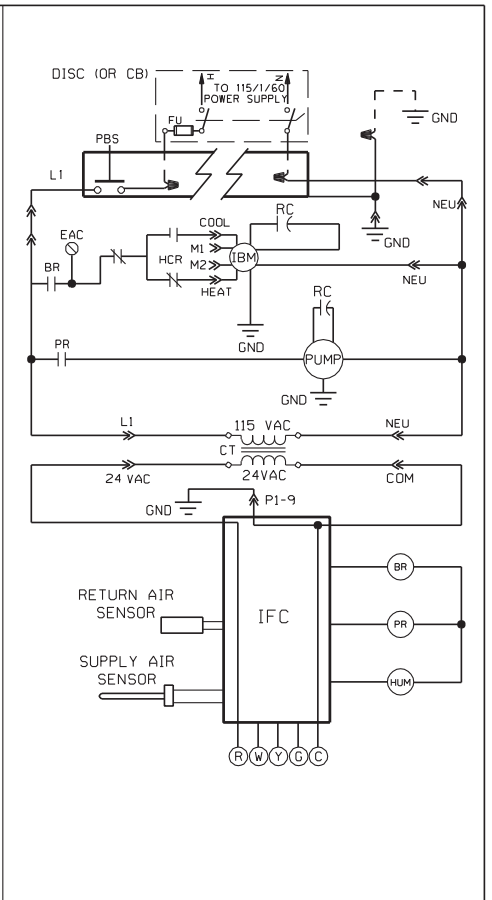 DISC (OR CB)
H
N
TO 115/1/60
POWER SUPPLY
FU
GND
PBS
L1
NEU
GND
EAC
COOL
RC
BR
HCR
M1
M2
IBM
HEAT
NEU
GND
RC
PR
PUMP
GND
L1
115 VAC
NEU
CT
24 VAC
24VAC
COM
GND
P1-9
BR
RETURN AIR
SENSOR
IFC
PR
SUPPLY AIR
SENSOR
HUM
R
W
Y
G
C